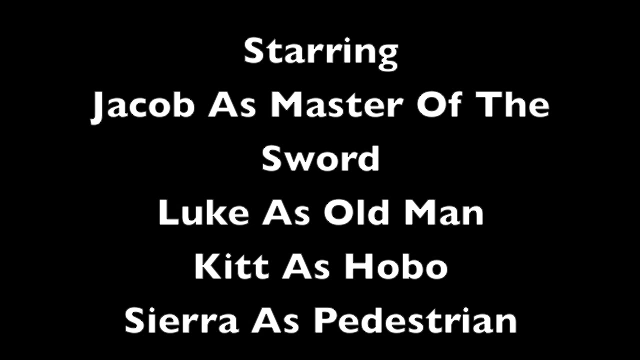 Starring
Jacob As Master Of The
Sword
Luke As Old Man
Kitt As Hobo
Sierra As Pedestrian